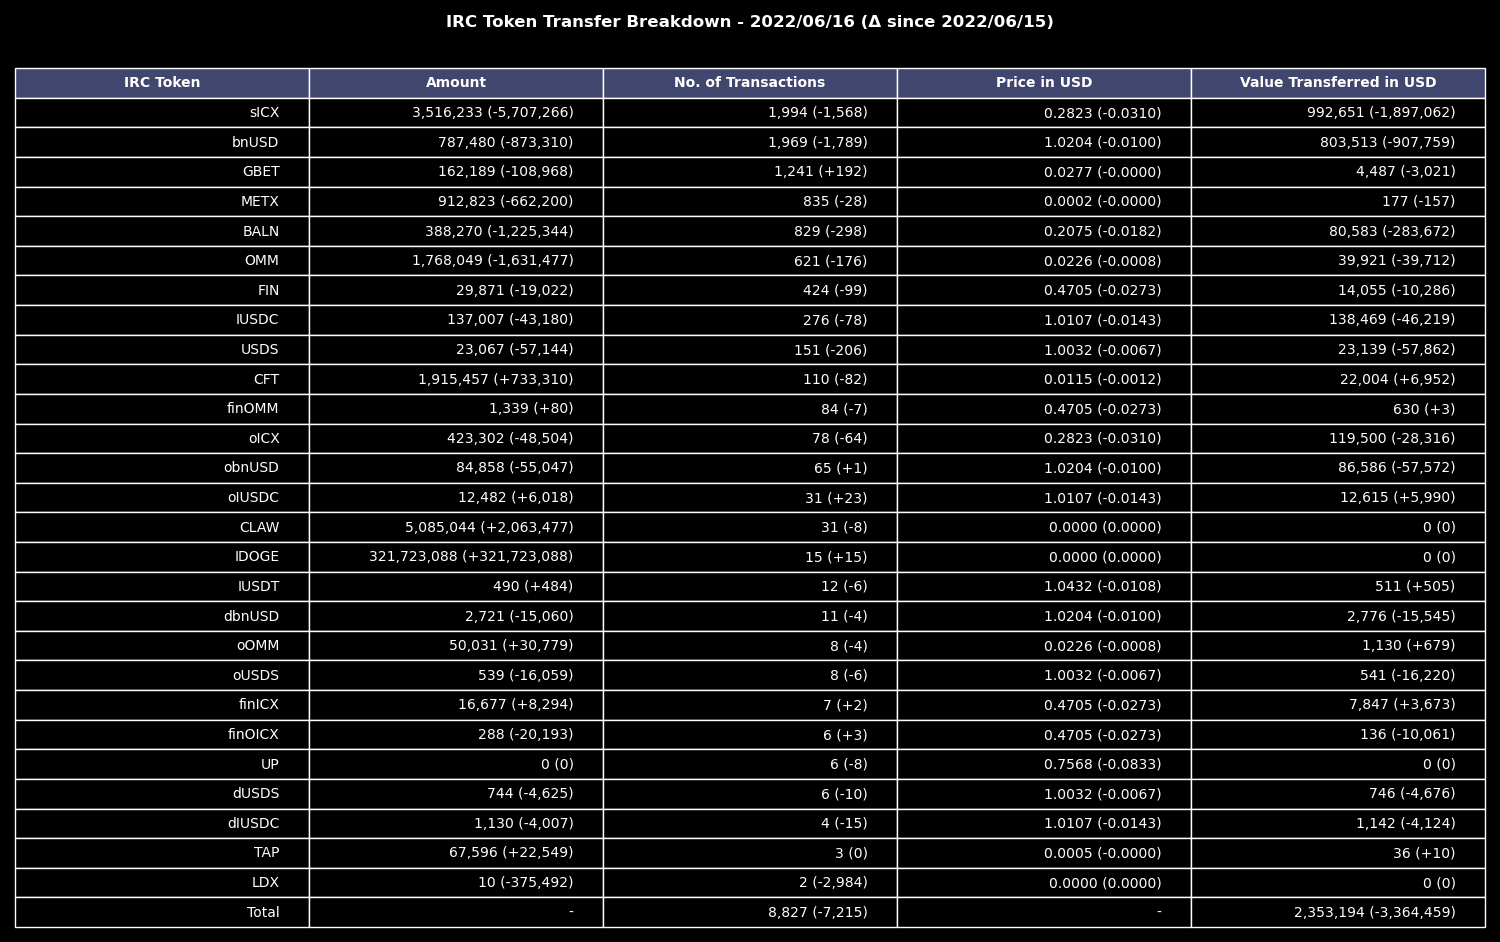 IRC Token Transfer Breakdown - 2022/06/16 (Δ since 2022/06/15)
IRC Token Amount No. of Transactions Price in USD Value Transferred in USD
sICX 3,516,233 (-5,707,266) 1,994 (-1,568) 0.2823 (-0.0310) 992,651 (-1,897,062)
bnUSD 787,480 (-873,310) 1,969 (-1,789) 1.0204 (-0.0100) 803,513 (-907,759)
GBET 162,189 (-108,968) 1,241 (+192) 0.0277 (-0.0000) 4,487 (-3,021)
METX 912,823 (-662,200) 835 (-28) 0.0002 (-0.0000) 177 (-157)
BALN 388,270 (-1,225,344) 829 (-298) 0.2075 (-0.0182) 80,583 (-283,672)
OMM 1,768,049 (-1,631,477) 621 (-176) 0.0226 (-0.0008) 39,921 (-39,712)
FIN 29,871 (-19,022) 424 (-99) 0.4705 (-0.0273) 14,055 (-10,286)
IUSDC 137,007 (-43,180) 276 (-78) 1.0107 (-0.0143) 138,469 (-46,219)
USDS 23,067 (-57,144) 151 (-206) 1.0032 (-0.0067) 23,139 (-57,862)
CFT 1,915,457 (+733,310) 110 (-82) 0.0115 (-0.0012) 22,004 (+6,952)
finOMM 1,339 (+80) 84 (-7) 0.4705 (-0.0273) 630 (+3)
oICX 423,302 (-48,504) 78 (-64) 0.2823 (-0.0310) 119,500 (-28,316)
obnUSD 84,858 (-55,047) 65 (+1) 1.0204 (-0.0100) 86,586 (-57,572)
oIUSDC 12,482 (+6,018) 31 (+23) 1.0107 (-0.0143) 12,615 (+5,990)
CLAW 5,085,044 (+2,063,477) 31 (-8) 0.0000 (0.0000) 0 (0)
IDOGE 321,723,088 (+321,723,088) 15 (+15) 0.0000 (0.0000) 0 (0)
IUSDT 490 (+484) 12 (-6) 1.0432 (-0.0108) 511 (+505)
dbnUSD 2,721 (-15,060) 11 (-4) 1.0204 (-0.0100) 2,776 (-15,545)
oOMM 50,031 (+30,779) 8 (-4) 0.0226 (-0.0008) 1,130 (+679)
oUSDS 539 (-16,059) 8 (-6) 1.0032 (-0.0067) 541 (-16,220)
finICX 16,677 (+8,294) 7 (+2) 0.4705 (-0.0273) 7,847 (+3,673)
finOICX 288 (-20,193) 6 (+3) 0.4705 (-0.0273) 136 (-10,061)
UP 0 (0) 6 (-8) 0.7568 (-0.0833) 0 (0)
dUSDS 744 (-4,625) 6 (-10) 1.0032 (-0.0067) 746 (-4,676)
dIUSDC 1,130 (-4,007) 4 (-15) 1.0107 (-0.0143) 1,142 (-4,124)
TAP 67,596 (+22,549) 3 (0) 0.0005 (-0.0000) 36 (+10)
LDX 10 (-375,492) 2 (-2,984) 0.0000 (0.0000) 0 (0)
Total - 8,827 (-7,215) - 2,353,194 (-3,364,459)